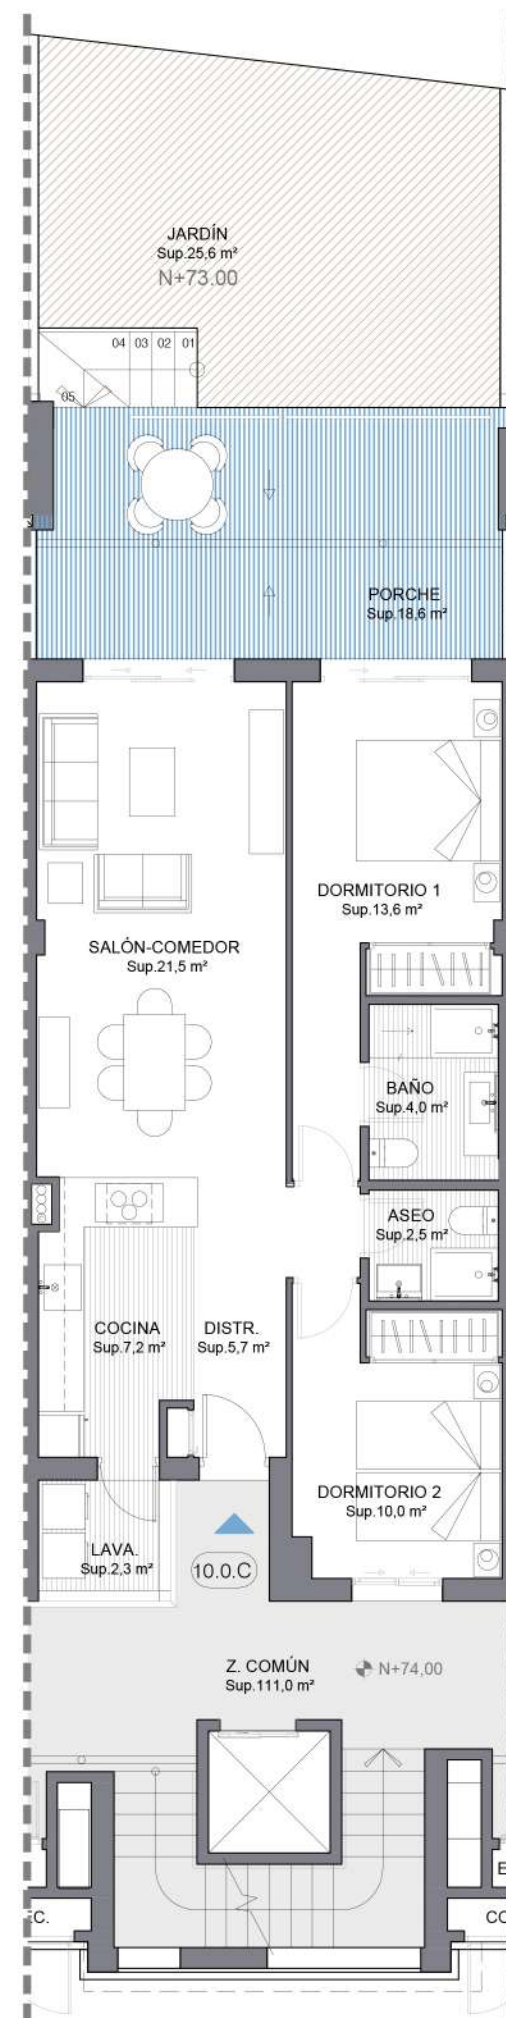 JARDÍN
Sup.25,6 m²
N+73.00
04 03 02 01
05
PORCHE
Sup.18,6 m²
DORMITORIO 1
Sup.13,6 m²
SALÓN-COMEDOR
Sup.21,5 m²
BAÑO
Sup.4,0 m²
ASEO
Sup.2,5 m²
COCINA
Sup.7,2 m²
DISTR.
Sup.5,7 m²
DORMITORIO 2
Sup.10,0 m²
LAVA.
Sup.2,3 m²
10.0.C
Z. COMÚN
Sup.111,0 m²
N+74,00
E
C.
CO